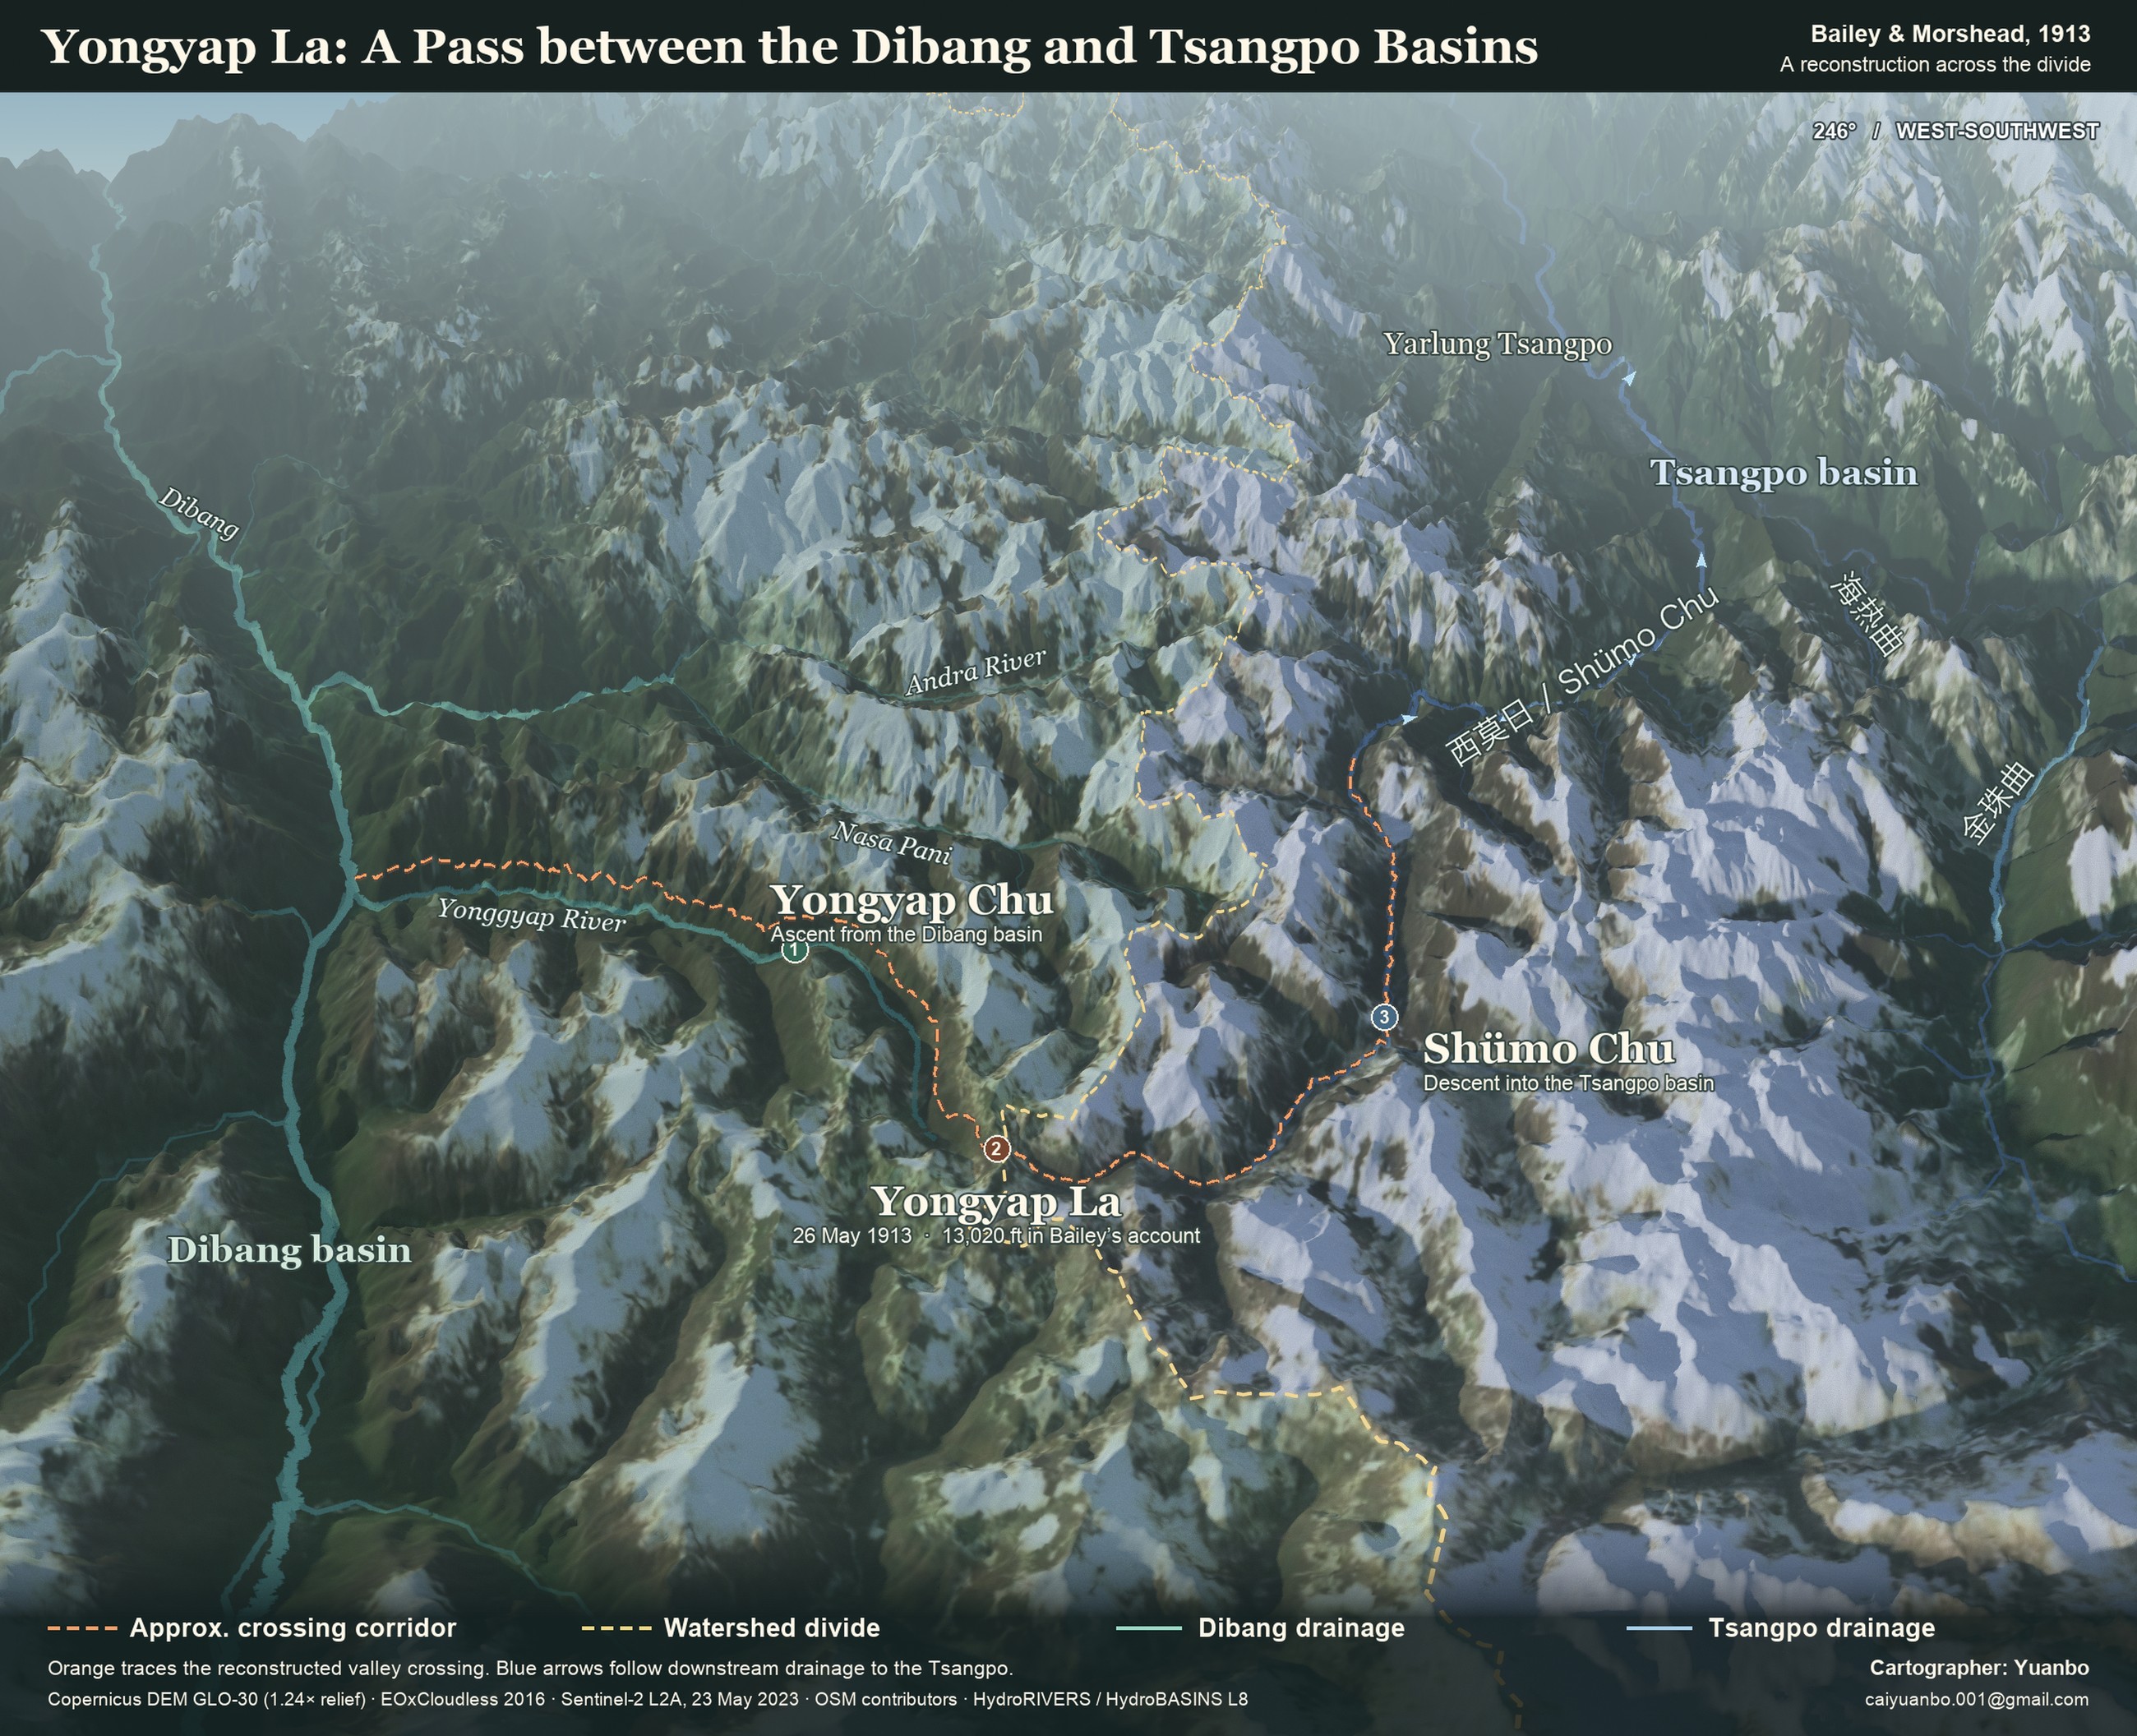 Yongyap La: A Pass between the Dibang and Tsangpo Basins
Bailey & Morshead, 1913
A reconstruction across the divide
246° / WEST-SOUTHWEST
Yarlung Tsangpo
Tsangpo basin
Dibang
海热曲
西莫日 / Shümo Chu
Andra River
金珠曲
Nasa Pani
Yongyap Chu
Ascent from the Dibang basin
Yonggyap River
1
3
Shümo Chu
Descent into the Tsangpo basin
2
Yongyap La
26 May 1913 · 13,020 ft in Bailey's account
Dibang basin
Approx. crossing corridor
Watershed divide
Dibang drainage
Tsangpo drainage
Orange traces the reconstructed valley crossing. Blue arrows follow downstream drainage to the Tsangpo.
Cartographer: Yuanbo
Copernicus DEM GLO-30 (1.24× relief) · EOxCloudless 2016 · Sentinel-2 L2A, 23 May 2023 · OSM contributors · HydroRIVERS / HydroBASINS L8
caiyuanbo.001@gmail.com